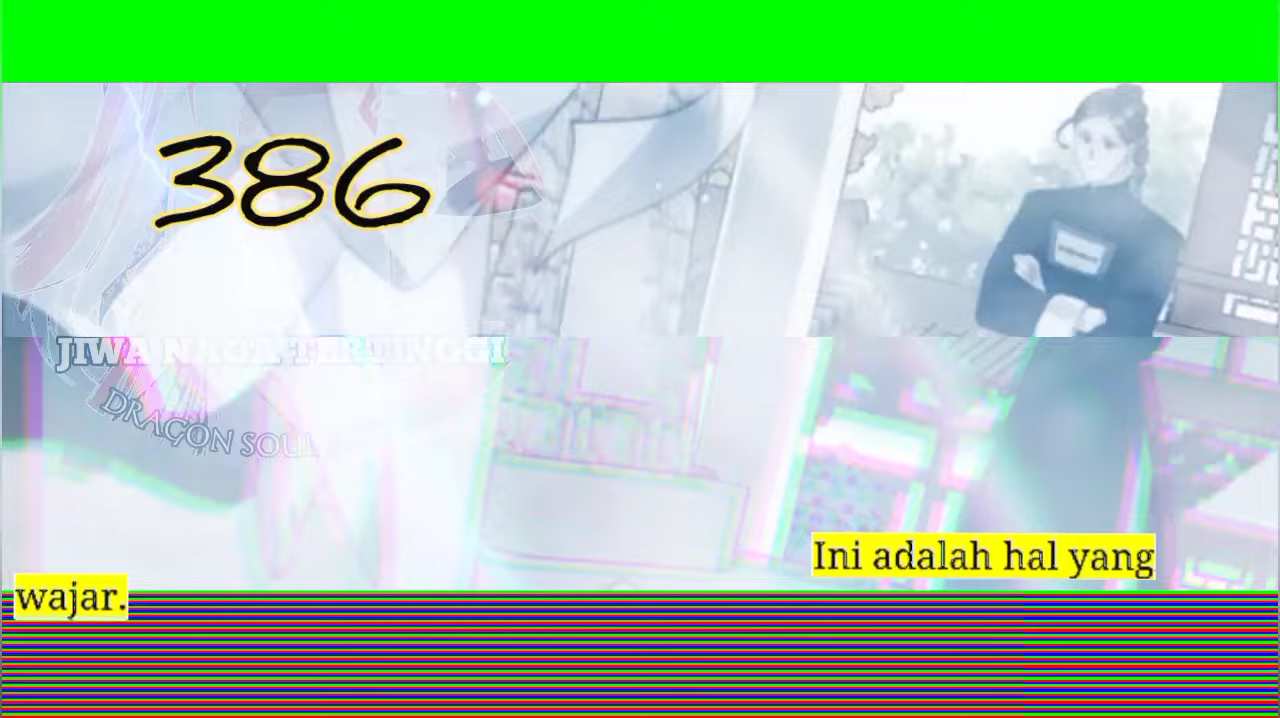 386
JIWA NAGA TERTINGGI
DRAGON SOUL
Ini adalah hal yang
wajar.